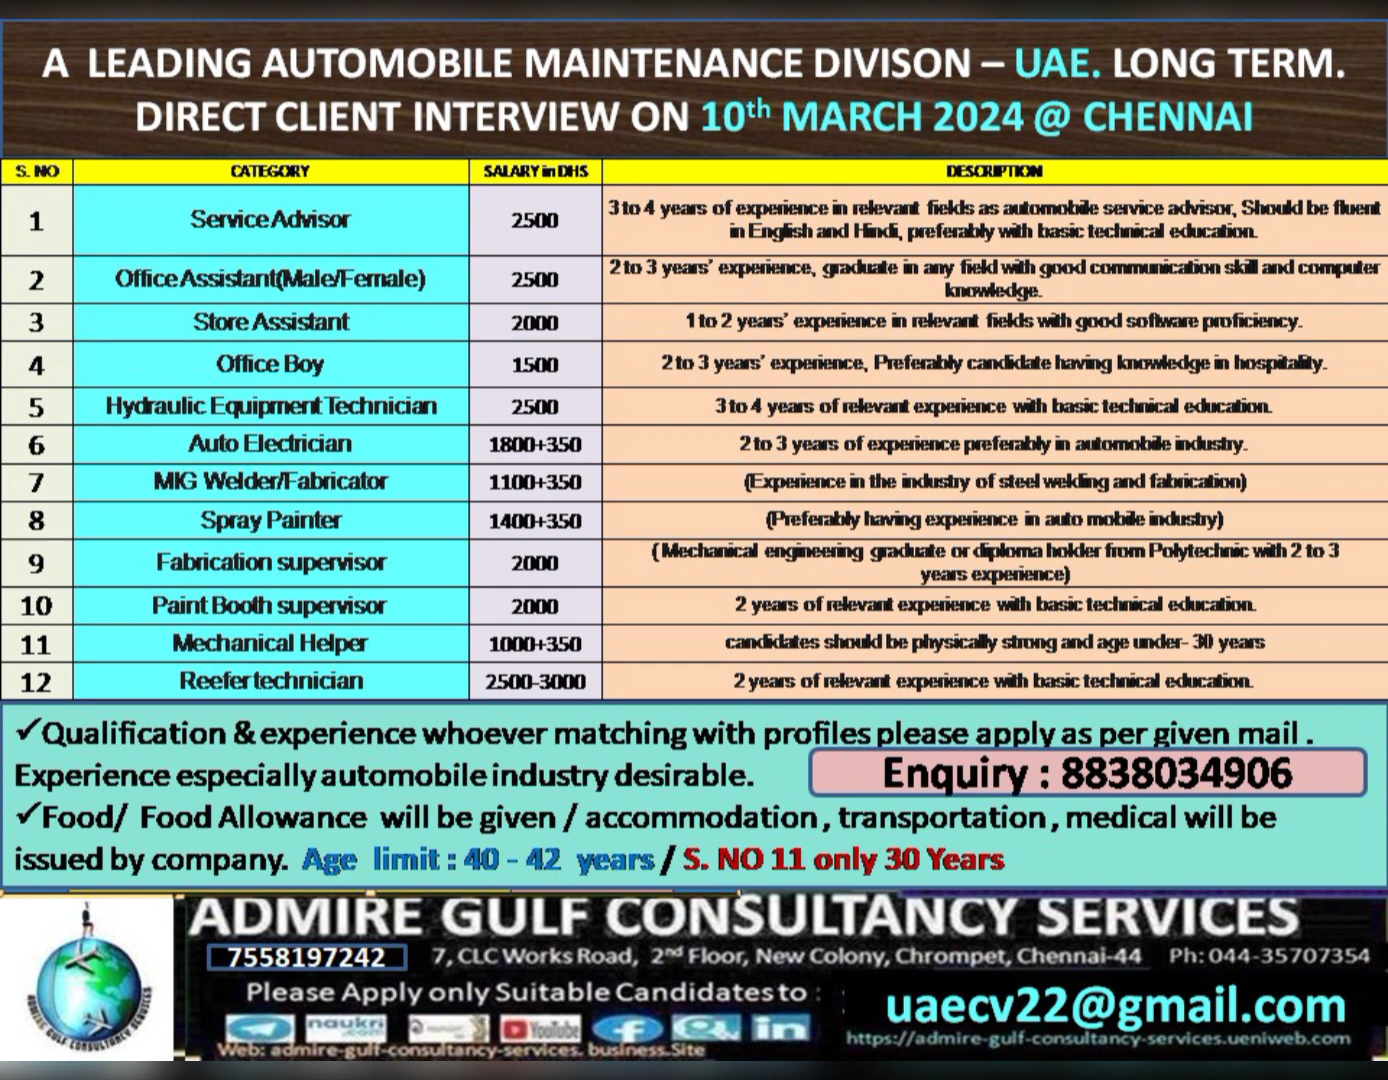 A LEADING AUTOMOBILE MAINTENANCE DIVISON – UAE. LONG TERM.
DIRECT CLIENT INTERVIEW ON 10th MARCH 2024 @ CHENNAI
S. NO CATEGORY SALARY in DHS DESCRIPTION
1 Service Advisor 2500 3 to 4 years of experience in relevant fields as automobile service advisor, Should be fluent
in English and Hindi, preferably with basic technical education.
2 Office Assistant(Male/Female) 2500 2 to 3 years' experience, graduate in any field with good communication skill and computer
knowledge.
3 Store Assistant 2000 1 to 2 years' experience in relevant fields with good software proficiency.
4 Office Boy 1500 2 to 3 years' experience, Preferably candidate having knowledge in hospitality.
5 Hydraulic Equipment Technician 2500 3 to 4 years of relevant experience with basic technical education.
6 Auto Electrician 1800+350 2 to 3 years of experience preferably in automobile industry.
7 MIG Welder/Fabricator 1100+350 (Experience in the industry of steel welding and fabrication)
8 Spray Painter 1400+350 (Preferably having experience in auto mobile industry)
9 Fabrication supervisor 2000 (Mechanical engineering graduate or diploma holder from Polytechnic with 2 to 3
years experience)
10 Paint Booth supervisor 2000 2 years of relevant experience with basic technical education.
11 Mechanical Helper 1000+350 candidates should be physically strong and age under- 30 years
12 Reefer technician 2500-3000 2 years of relevant experience with basic technical education.
✓Qualification & experience whoever matching with profiles please apply as per given mail .
Experience especially automobile industry desirable. Enquiry : 8838034906
✓Food/ Food Allowance will be given / accommodation , transportation , medical will be
issued by company. Age limit : 40 - 42 years / S. NO 11 only 30 Years
ADMIRE GULF CONSULTANCY SERVICES
7558197242 7, CLC Works Road, 2nd Floor, New Colony, Chrompet, Chennai-44 Ph: 044-35707354
Please Apply only Suitable Candidates to : uaecv22@gmail.com
naukri.com YouTube f in
https://admire-gulf-consultancy-services.ueniweb.com
Web: admire-gulf-consultancy-services. business.Site
ADMIRE GULF CONSULTANCY SERVICES